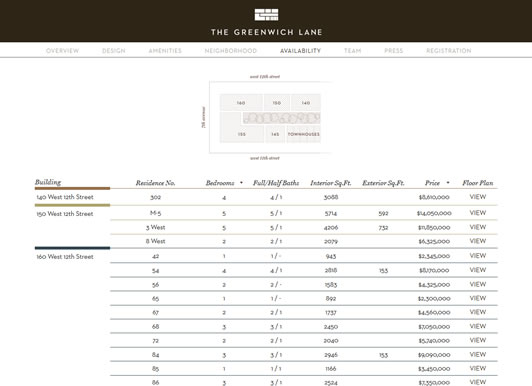 THE GREENWICH LANE
OVERVIEW DESIGN AMENITIES NEIGHBORHOOD AVAILABILITY TEAM PRESS REGISTRATION
west 12th street
7th avenue
160 150 140
155 145 TOWNHOUSES
west 11th street
Building Residence No. Bedrooms Full/Half Baths Interior Sq.Ft. Exterior Sq.Ft. Price Floor Plan
140 West 12th Street 302 4 4 / 1 3088 $8,610,000 VIEW
150 West 12th Street M-5 5 5 / 1 5714 592 $14,050,000 VIEW
3 West 5 5 / 1 4206 732 $11,850,000 VIEW
8 West 2 2 / 1 2079 $6,325,000 VIEW
160 West 12th Street 42 1 1 / - 943 $2,345,000 VIEW
54 4 4 / 1 2818 153 $8,170,000 VIEW
56 2 2 / - 1583 $4,325,000 VIEW
65 1 1 / - 892 $2,300,000 VIEW
67 2 2 / 1 1737 $4,560,000 VIEW
68 3 3 / 1 2450 $7,050,000 VIEW
72 2 2 / 1 2040 $5,740,000 VIEW
84 3 3 / 1 2946 153 $9,090,000 VIEW
85 1 1 / 1 1166 $3,450,000 VIEW
86 3 3 / 1 2524 $7,350,000 VIEW